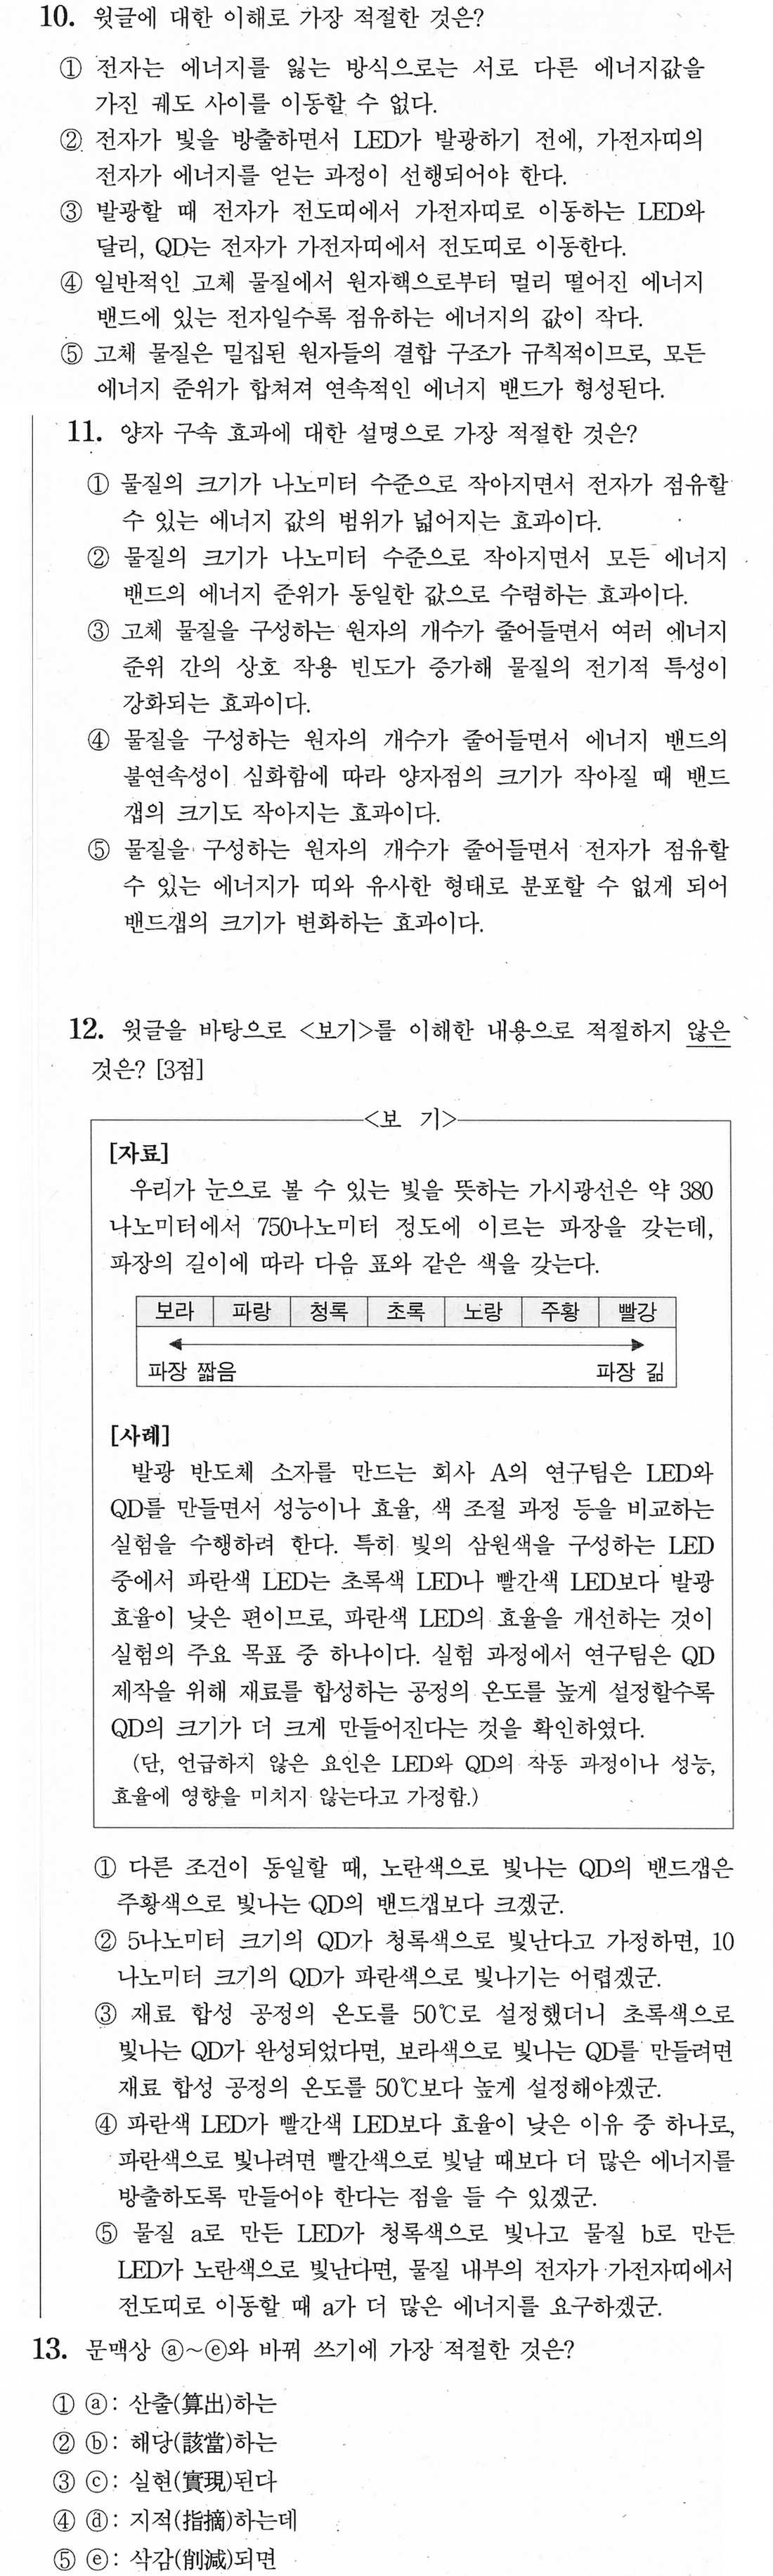 10. 윗글에 대한 이해로 가장 적절한 것은?
① 전자는 에너지를 잃는 방식으로는 서로 다른 에너지값을
가진 궤도 사이를 이동할 수 없다.
② 전자가 빛을 방출하면서 LED가 발광하기 전에, 가전자띠의
전자가 에너지를 얻는 과정이 선행되어야 한다.
③ 발광할 때 전자가 전도띠에서 가전자띠로 이동하는 LED와
달리, QD는 전자가 가전자띠에서 전도띠로 이동한다.
④ 일반적인 고체 물질에서 원자핵으로부터 멀리 떨어진 에너지
밴드에 있는 전자일수록 점유하는 에너지의 값이 작다.
⑤ 고체 물질은 밀집된 원자들의 결합 구조가 규칙적이므로, 모든
에너지 준위가 합쳐져 연속적인 에너지 밴드가 형성된다.
11. 양자 구속 효과에 대한 설명으로 가장 적절한 것은?
① 물질의 크기가 나노미터 수준으로 작아지면서 전자가 점유할
수 있는 에너지 값의 범위가 넓어지는 효과이다.
② 물질의 크기가 나노미터 수준으로 작아지면서 모든 에너지
밴드의 에너지 준위가 동일한 값으로 수렴하는 효과이다.
③ 고체 물질을 구성하는 원자의 개수가 줄어들면서 여러 에너지
준위 간의 상호 작용 빈도가 증가해 물질의 전기적 특성이
강화되는 효과이다.
④ 물질을 구성하는 원자의 개수가 줄어들면서 에너지 밴드의
불연속성이 심화함에 따라 양자점의 크기가 작아질 때 밴드
갭의 크기도 작아지는 효과이다.
⑤ 물질을 구성하는 원자의 개수가 줄어들면서 전자가 점유할
수 있는 에너지가 띠와 유사한 형태로 분포할 수 없게 되어
밴드갭의 크기가 변화하는 효과이다.
12. 윗글을 바탕으로 <보기>를 이해한 내용으로 적절하지 않은
것은? [3점]
<보 기>
[자료]
우리가 눈으로 볼 수 있는 빛을 뜻하는 가시광선은 약 380
나노미터에서 750나노미터 정도에 이르는 파장을 갖는데,
파장의 길이에 따라 다음 표와 같은 색을 갖는다.
보라 파랑 청록 초록 노랑 주황 빨강
파장 짧음 파장 긺
[사례]
발광 반도체 소자를 만드는 회사 A의 연구팀은 LED와
QD를 만들면서 성능이나 효율, 색 조절 과정 등을 비교하는
실험을 수행하려 한다. 특히 빛의 삼원색을 구성하는 LED
중에서 파란색 LED는 초록색 LED나 빨간색 LED보다 발광
효율이 낮은 편이므로, 파란색 LED의 효율을 개선하는 것이
실험의 주요 목표 중 하나이다. 실험 과정에서 연구팀은 QD
제작을 위해 재료를 합성하는 공정의 온도를 높게 설정할수록
QD의 크기가 더 크게 만들어진다는 것을 확인하였다.
(단, 언급하지 않은 요인은 LED와 QD의 작동 과정이나 성능,
효율에 영향을 미치지 않는다고 가정함.)
① 다른 조건이 동일할 때, 노란색으로 빛나는 QD의 밴드갭은
주황색으로 빛나는 QD의 밴드갭보다 크겠군.
② 5나노미터 크기의 QD가 청록색으로 빛난다고 가정하면, 10
나노미터 크기의 QD가 파란색으로 빛나기는 어렵겠군.
③ 재료 합성 공정의 온도를 50℃로 설정했더니 초록색으로
빛나는 QD가 완성되었다면, 보라색으로 빛나는 QD를 만들려면
재료 합성 공정의 온도를 50℃보다 높게 설정해야겠군.
④ 파란색 LED가 빨간색 LED보다 효율이 낮은 이유 중 하나로,
파란색으로 빛나려면 빨간색으로 빛날 때보다 더 많은 에너지를
방출하도록 만들어야 한다는 점을 들 수 있겠군.
⑤ 물질 a로 만든 LED가 청록색으로 빛나고 물질 b로 만든
LED가 노란색으로 빛난다면, 물질 내부의 전자가 가전자띠에서
전도띠로 이동할 때 a가 더 많은 에너지를 요구하겠군.
13. 문맥상 ⓐ~ⓔ와 바꿔 쓰기에 가장 적절한 것은?
① ⓐ: 산출(算出)하는
② ⓑ: 해당(該當)하는
③ ⓒ: 실현(實現)된다
④ ⓓ: 지적(指摘)하는데
⑤ ⓔ: 삭감(削減)되면